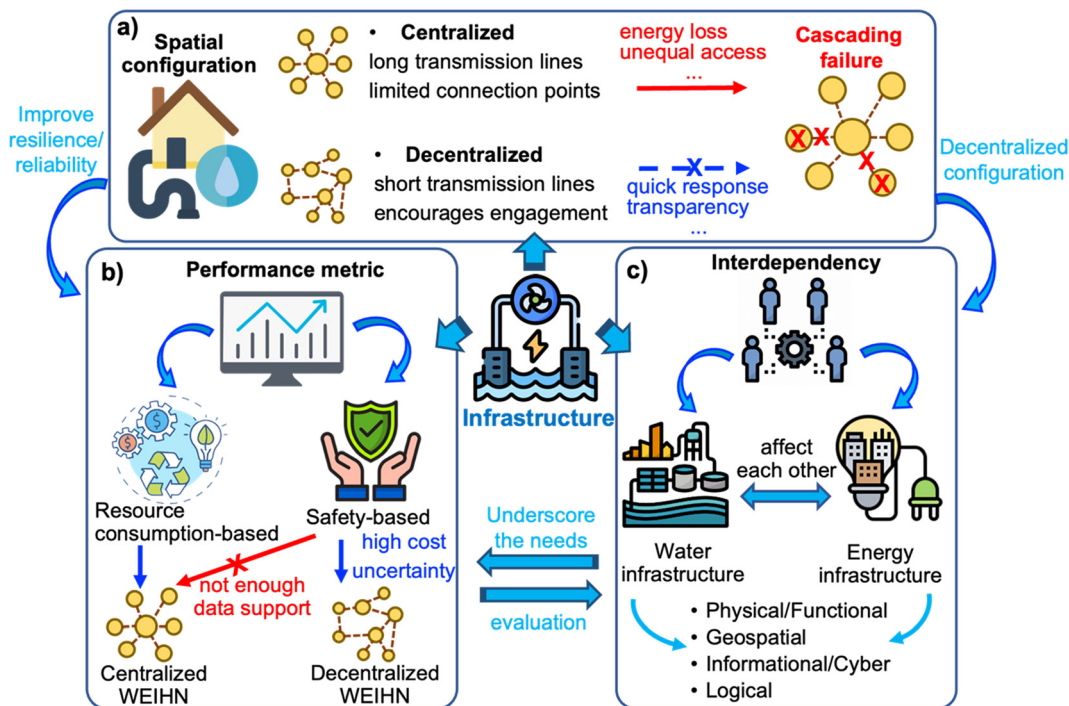 a)
Spatial
configuration
• Centralized
long transmission lines
limited connection points
energy loss
unequal access
...
Cascading
failure
X
X
X
X
• Decentralized
short transmission lines
encourages engagement
X
quick response
transparency
...
Improve
resilience/
reliability
Decentralized
configuration
b)
Performance metric
$
$
Resource
consumption-based
Safety-based
high cost
uncertainty
X
not enough
data support
Centralized
WEIHN
Decentralized
WEIHN
Infrastructure
Underscore
the needs
evaluation
c)
Interdependency
affect
each other
Water
infrastructure
Energy
infrastructure
• Physical/Functional
• Geospatial
• Informational/Cyber
• Logical